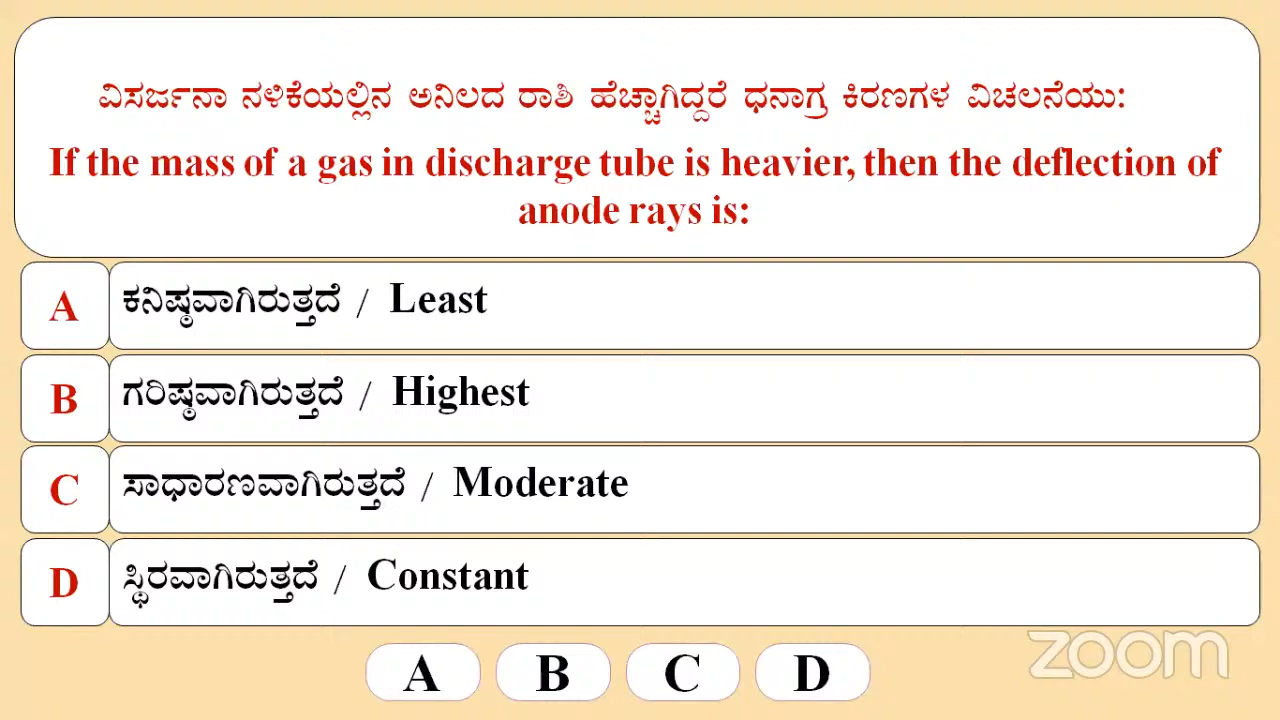 ವಿಸರ್ಜನಾ ನಳಿಕೆಯಲ್ಲಿನ ಅನಿಲದ ರಾಶಿ ಹೆಚ್ಚಾಗಿದ್ದರೆ ಧನಾಗ್ರ ಕಿರಣಗಳ ವಿಚಲನೆಯು:
If the mass of a gas in discharge tube is heavier, then the deflection of
anode rays is:
A ಕನಿಷ್ಠವಾಗಿರುತ್ತದೆ / Least
B ಗರಿಷ್ಠವಾಗಿರುತ್ತದೆ / Highest
C ಸಾಧಾರಣವಾಗಿರುತ್ತದೆ / Moderate
D ಸ್ಥಿರವಾಗಿರುತ್ತದೆ / Constant
zoom
A B C D